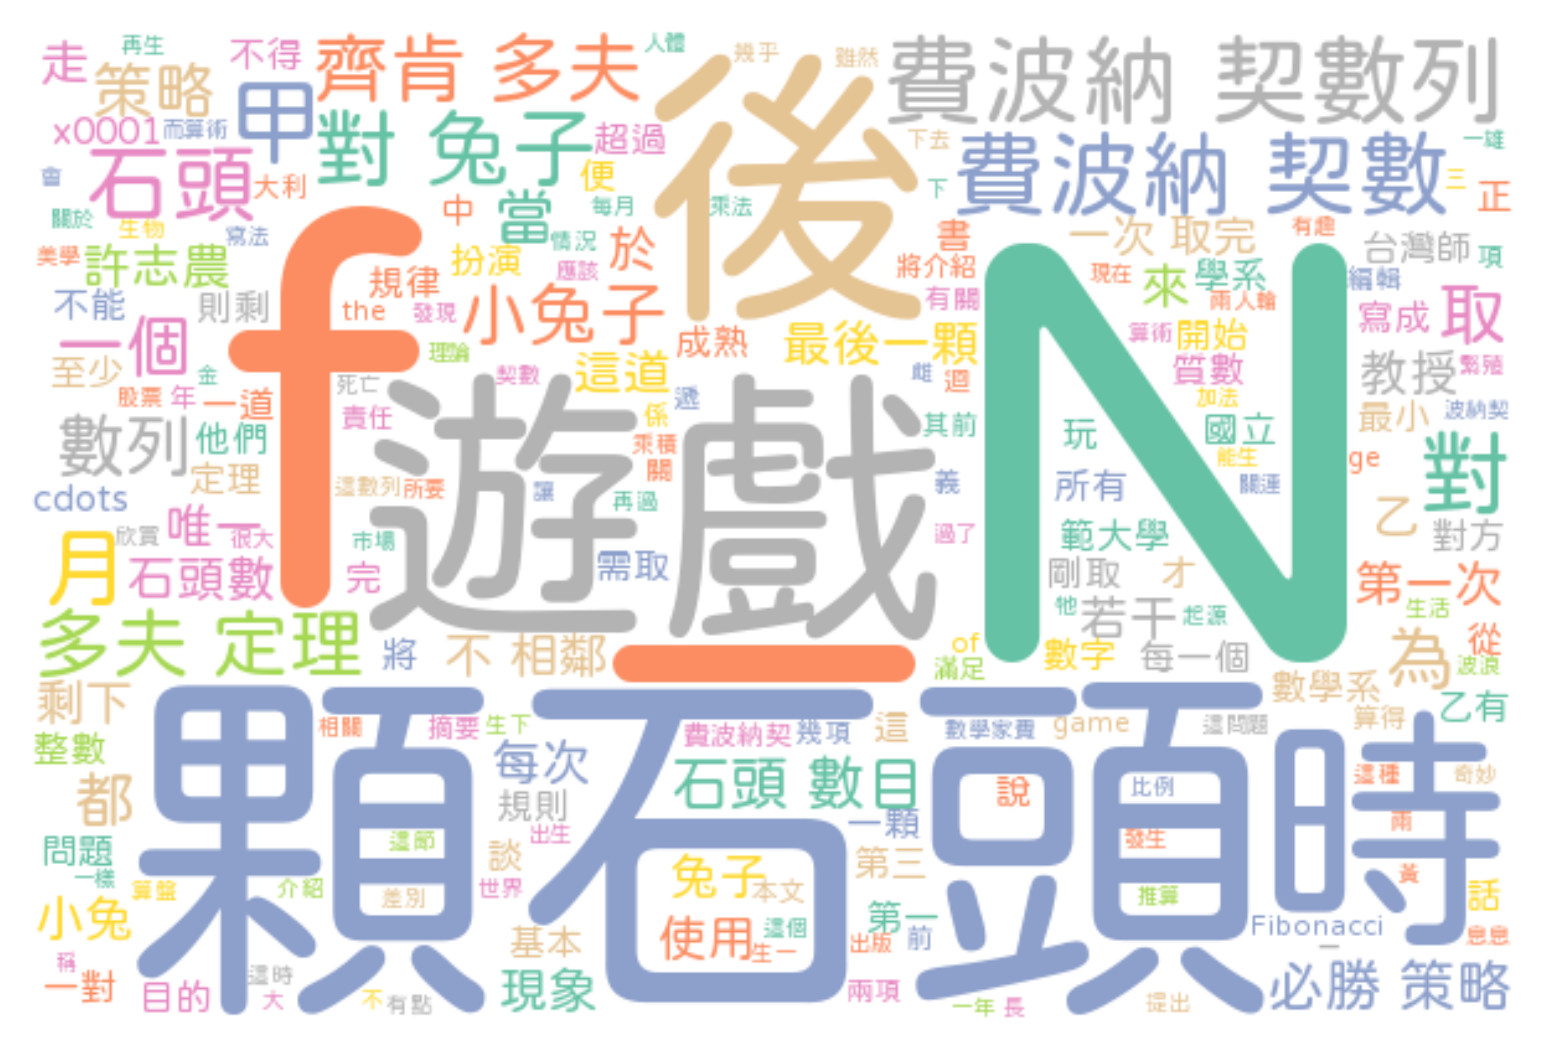 走
再生
不得
齊肯 多夫
人體
幾乎
雖然
費波納 契數列
策略
甲
後
x0001
而算術
對 兔子
超過
下去
費波納 契數
一雄
石頭
大利
便
會
中
當
每月
乘法
下
三
正
關於
生物
寫法
情況
於
書
一次 取完
有趣
台灣師
項
美學
許志農
規律
扮演
應該
將介紹
現在
來
學系
編輯
不能
則剩
the
發現
小兔子
有關
兩人輪
寫成
取
f
N
一個
理論
成熟
最後一顆
算術
開始
至少
金
死亡
契數
這道
雌
迴
質數
教授
繁殖
股票
年
一道
責任
係
遞
加法
最小
波納契
數列
他們
遊戲
乘積
其前
玩
國立
能生
對
定理
關
ge
cdots
這數列
所要
讓
再過
義
所有
關連
乙
欣賞
唯一
很大
市場
過了
範大學
對方
月
石頭數
完
需取
剛取
才
第一次
牠
若干
起源
生活
多夫 定理
將
不 相鄰
一
of
滿足
數字
每一個
為
從
波浪
剩下
數學系
顆石頭時
相關
摘要
生下
費波納契
幾項
這
數學家費
game
這問題
算得
乙有
整數
每次
石頭 數目
說
比例
這種
奇妙
都
規則
出生
一顆
兩
問題
這節
發生
一樣
談
第三
黃
算盤
介紹
差別
世界
兔子
本文
推算
話
小兔
第一
Fibonacci
使用
這個
基本
生一
出版
前
一
息息
稱
一對
這時
目的
大
不
有點
現象
兩項
一年
長
提出
必勝 策略